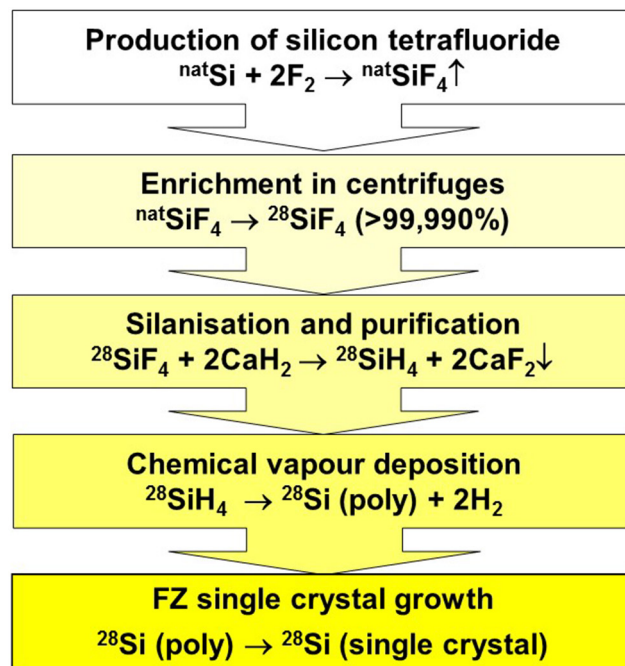 Production of silicon tetrafluoride
ⁿᵃᵗSi + 2F₂ → ⁿᵃᵗSiF₄↑
Enrichment in centrifuges
ⁿᵃᵗSiF₄ → ²⁸SiF₄ (>99,990%)
Silanisation and purification
²⁸SiF₄ + 2CaH₂ → ²⁸SiH₄ + 2CaF₂↓
Chemical vapour deposition
²⁸SiH₄ → ²⁸Si (poly) + 2H₂
FZ single crystal growth
²⁸Si (poly) → ²⁸Si (single crystal)